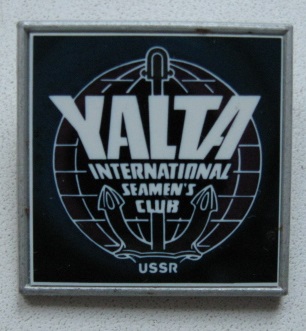 YALTA
INTERNATIONAL
SEAMEN'S
CLUB
USSR